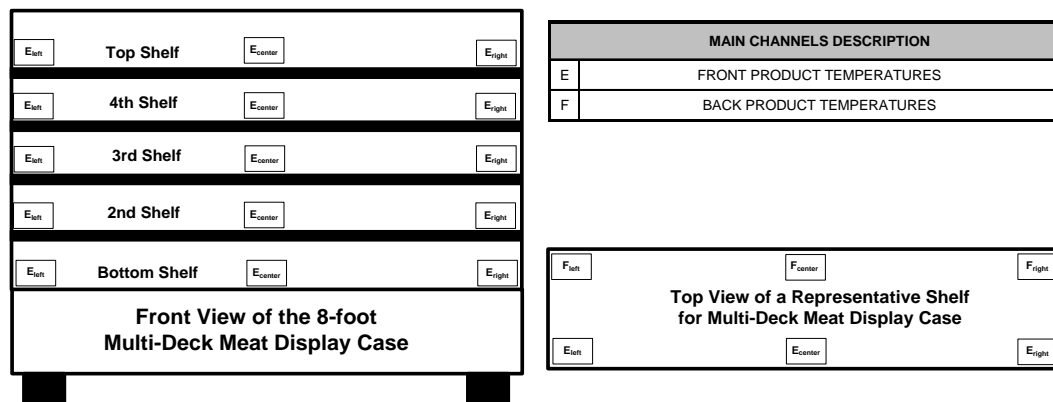 Eleft Top Shelf Ecenter Eright
Eleft 4th Shelf Ecenter Eright
Eleft 3rd Shelf Ecenter Eright
Eleft 2nd Shelf Ecenter Eright
Eleft Bottom Shelf Ecenter Eright
Front View of the 8-foot
Multi-Deck Meat Display Case
MAIN CHANNELS DESCRIPTION
E FRONT PRODUCT TEMPERATURES
F BACK PRODUCT TEMPERATURES
Fleft Fcenter Fright
Top View of a Representative Shelf
for Multi-Deck Meat Display Case
Eleft Ecenter Eright